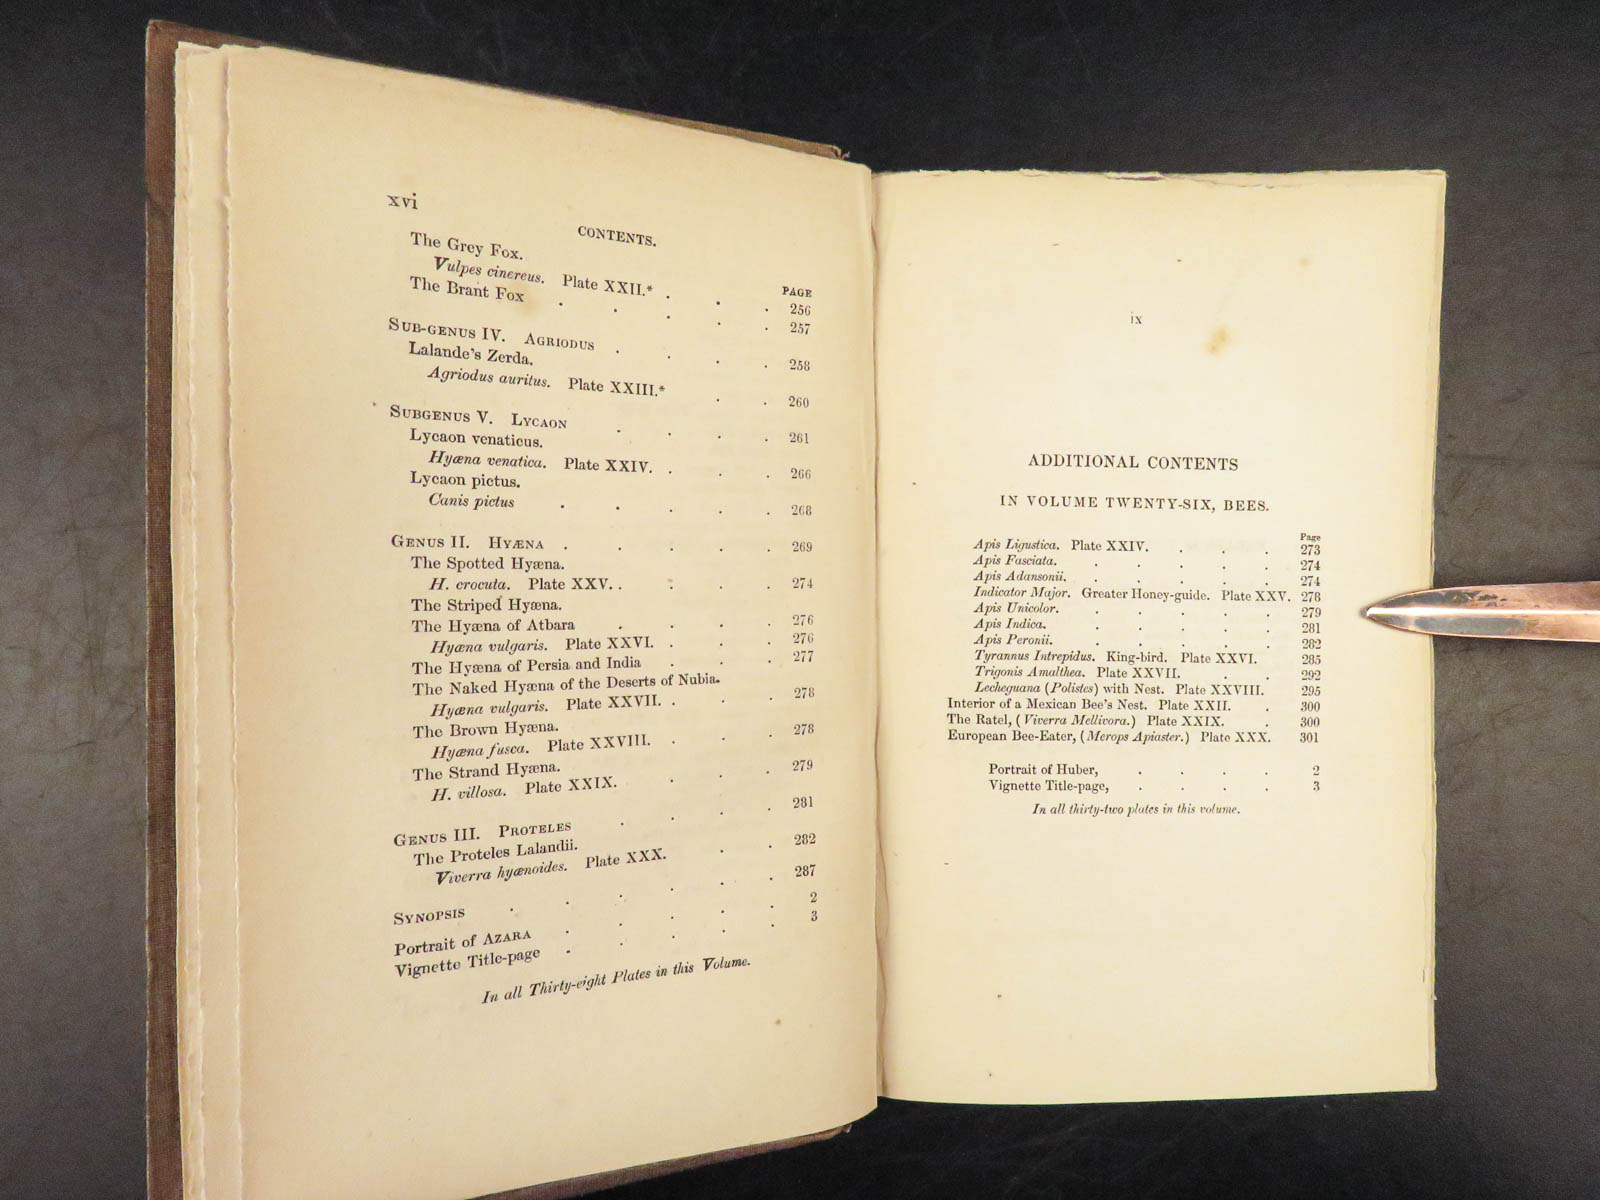 xvi
CONTENTS.
PAGE
The Grey Fox.
Vulpes cinereus. Plate XXII.* . . . 256
The Brant Fox . . . . . 257
Sub-genus IV. Agriodus . . . . 258
Lalande's Zerda.
Agriodus auritus. Plate XXIII.* . . 260
Subgenus V. Lycaon . . . . 261
Lycaon venaticus.
Hyæna venatica. Plate XXIV. . . . 266
Lycaon pictus.
Canis pictus . . . . . 268
Genus II. Hyæna . . . . . 269
The Spotted Hyæna.
H. crocuta. Plate XXV. . . . . 274
The Striped Hyæna.
The Hyæna of Atbara . . . . 276
Hyæna vulgaris. Plate XXVI. . . . 276
The Hyæna of Persia and India . . . 277
The Naked Hyæna of the Deserts of Nubia.
Hyæna vulgaris. Plate XXVII. . . 278
The Brown Hyæna.
Hyæna fusca. Plate XXVIII. . . . 278
The Strand Hyæna.
H. villosa. Plate XXIX. . . . 279
Genus III. Proteles . . . . 281
The Proteles Lalandii.
Viverra hyænoides. Plate XXX. . . 282
Synopsis . . . . . . 287
Portrait of Azara . . . . . 2
Vignette Title-page . . . . . 3
In all Thirty-eight Plates in this Volume.
ix
ADDITIONAL CONTENTS
IN VOLUME TWENTY-SIX, BEES.
Page
Apis Ligustica. Plate XXIV. . . . 273
Apis Fasciata. . . . . . 274
Apis Adansonii. . . . . . 274
Indicator Major. Greater Honey-guide. Plate XXV. 278
Apis Unicolor. . . . . . 279
Apis Indica. . . . . . 281
Apis Peronii. . . . . . 282
Tyrannus Intrepidus. King-bird. Plate XXVI. 285
Trigonis Amalthea. Plate XXVII. . . 292
Lecheguana (Polistes) with Nest. Plate XXVIII. 295
Interior of a Mexican Bee's Nest. Plate XXII. . 300
The Ratel, (Viverra Mellivora.) Plate XXIX. . 300
European Bee-Eater, (Merops Apiaster.) Plate XXX. 301
Portrait of Huber, . . . . 2
Vignette Title-page, . . . . 3
In all thirty-two plates in this volume.